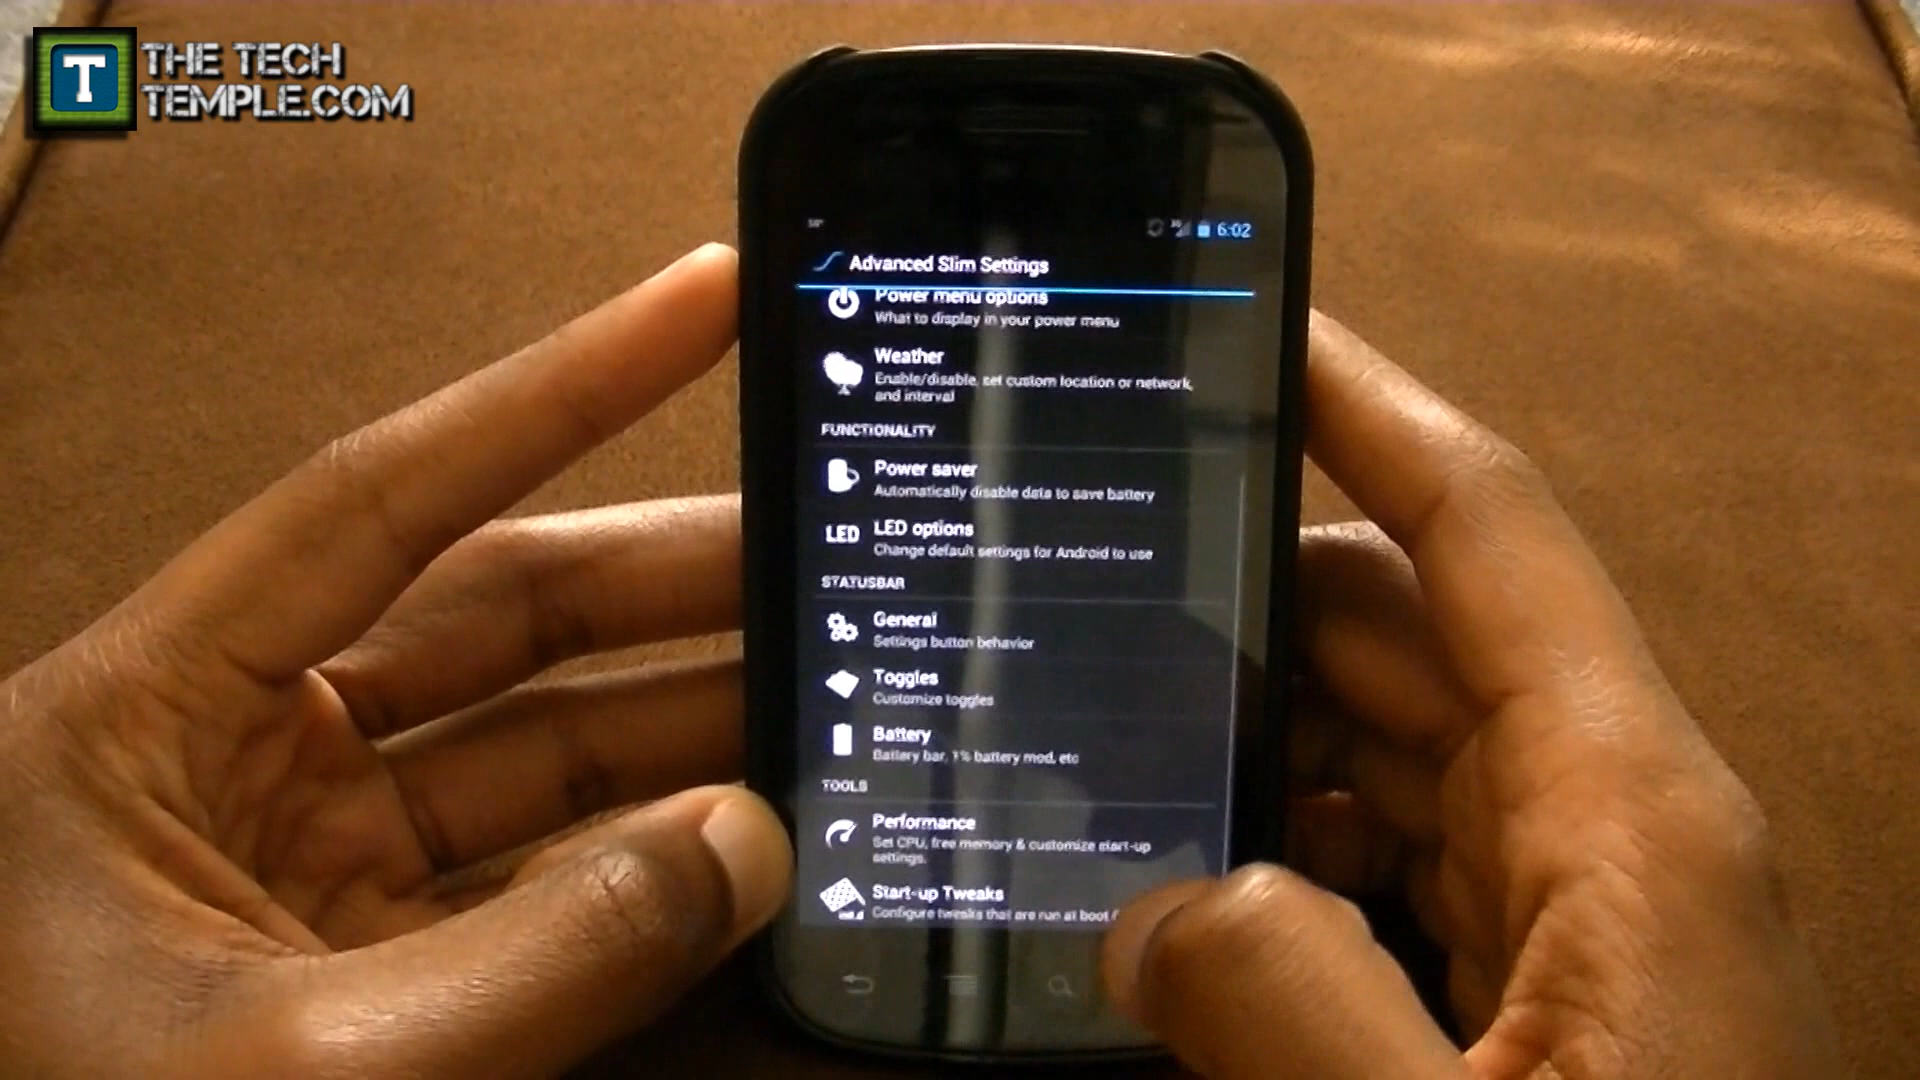 T
THE TECH
TEMPLE.COM
6:02
Advanced Slim Settings
Power menu options
What to display in your power menu
Weather
Enable/disable, set custom location or network,
and interval
FUNCTIONALITY
Power saver
Automatically disable data to save battery
LED
LED options
Change default settings for Android to use
STATUSBAR
General
Settings button behavior
Toggles
Customize toggles
Battery
Battery bar, 1% battery mod, etc
TOOLS
Performance
Set CPU, free memory & customize start-up
settings.
Start-up Tweaks
Configure tweaks that are run at boot